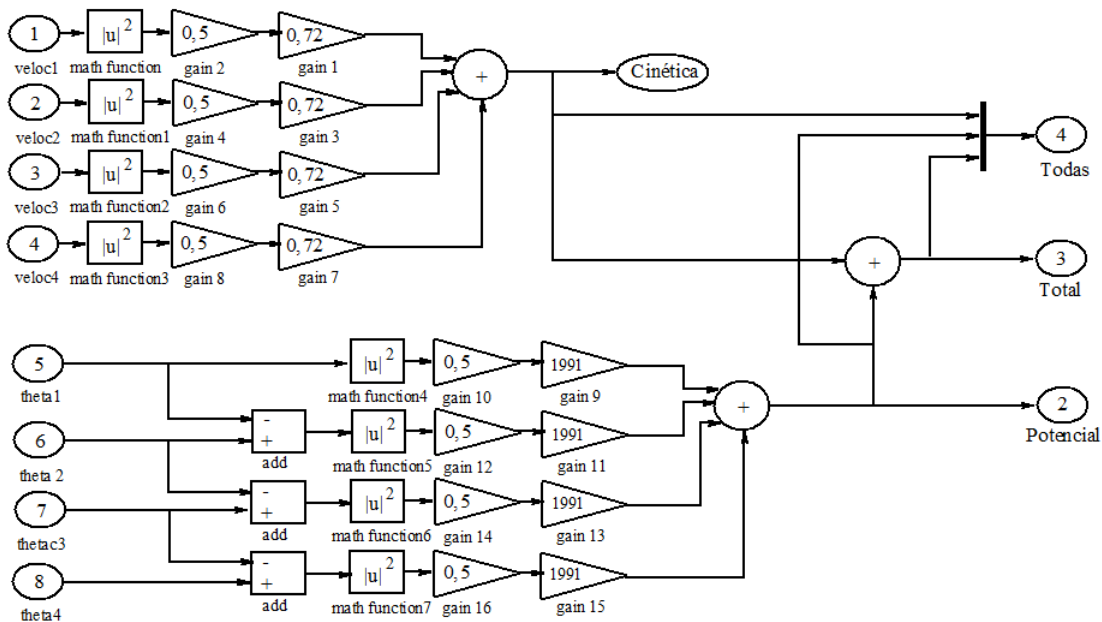 1 |u|² 0,5 0,72
veloc1 math function gain 2 gain 1
+ Cinética
2 |u|² 0,5 0,72
veloc2 math function1 gain 4 gain 3
4
Todas
3 |u|² 0,5 0,72
veloc3 math function2 gain 6 gain 5
4 |u|² 0,5 0,72
veloc4 math function3 gain 8 gain 7
+ 3
Total
5 |u|² 0,5 1991
theta1 math function4 gain 10 gain 9
6 - + |u|² 0,5 1991
theta 2 add math function5 gain 12 gain 11
+ 2
Potencial
7 - + |u|² 0,5 1991
thetac3 add math function6 gain 14 gain 13
8 - + |u|² 0,5 1991
theta4 add math function7 gain 16 gain 15